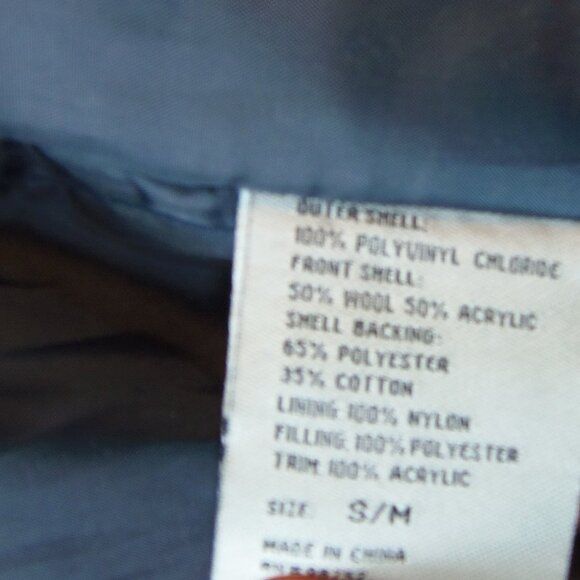 OUTER SHELL:
100% POLYVINYL CHLORIDE
FRONT SHELL:
50% WOOL 50% ACRYLIC
SHELL BACKING:
65% POLYESTER
35% COTTON
LINING: 100% NYLON
FILLING: 100% POLYESTER
TRIM: 100% ACRYLIC
SIZE: S/M
MADE IN CHINA